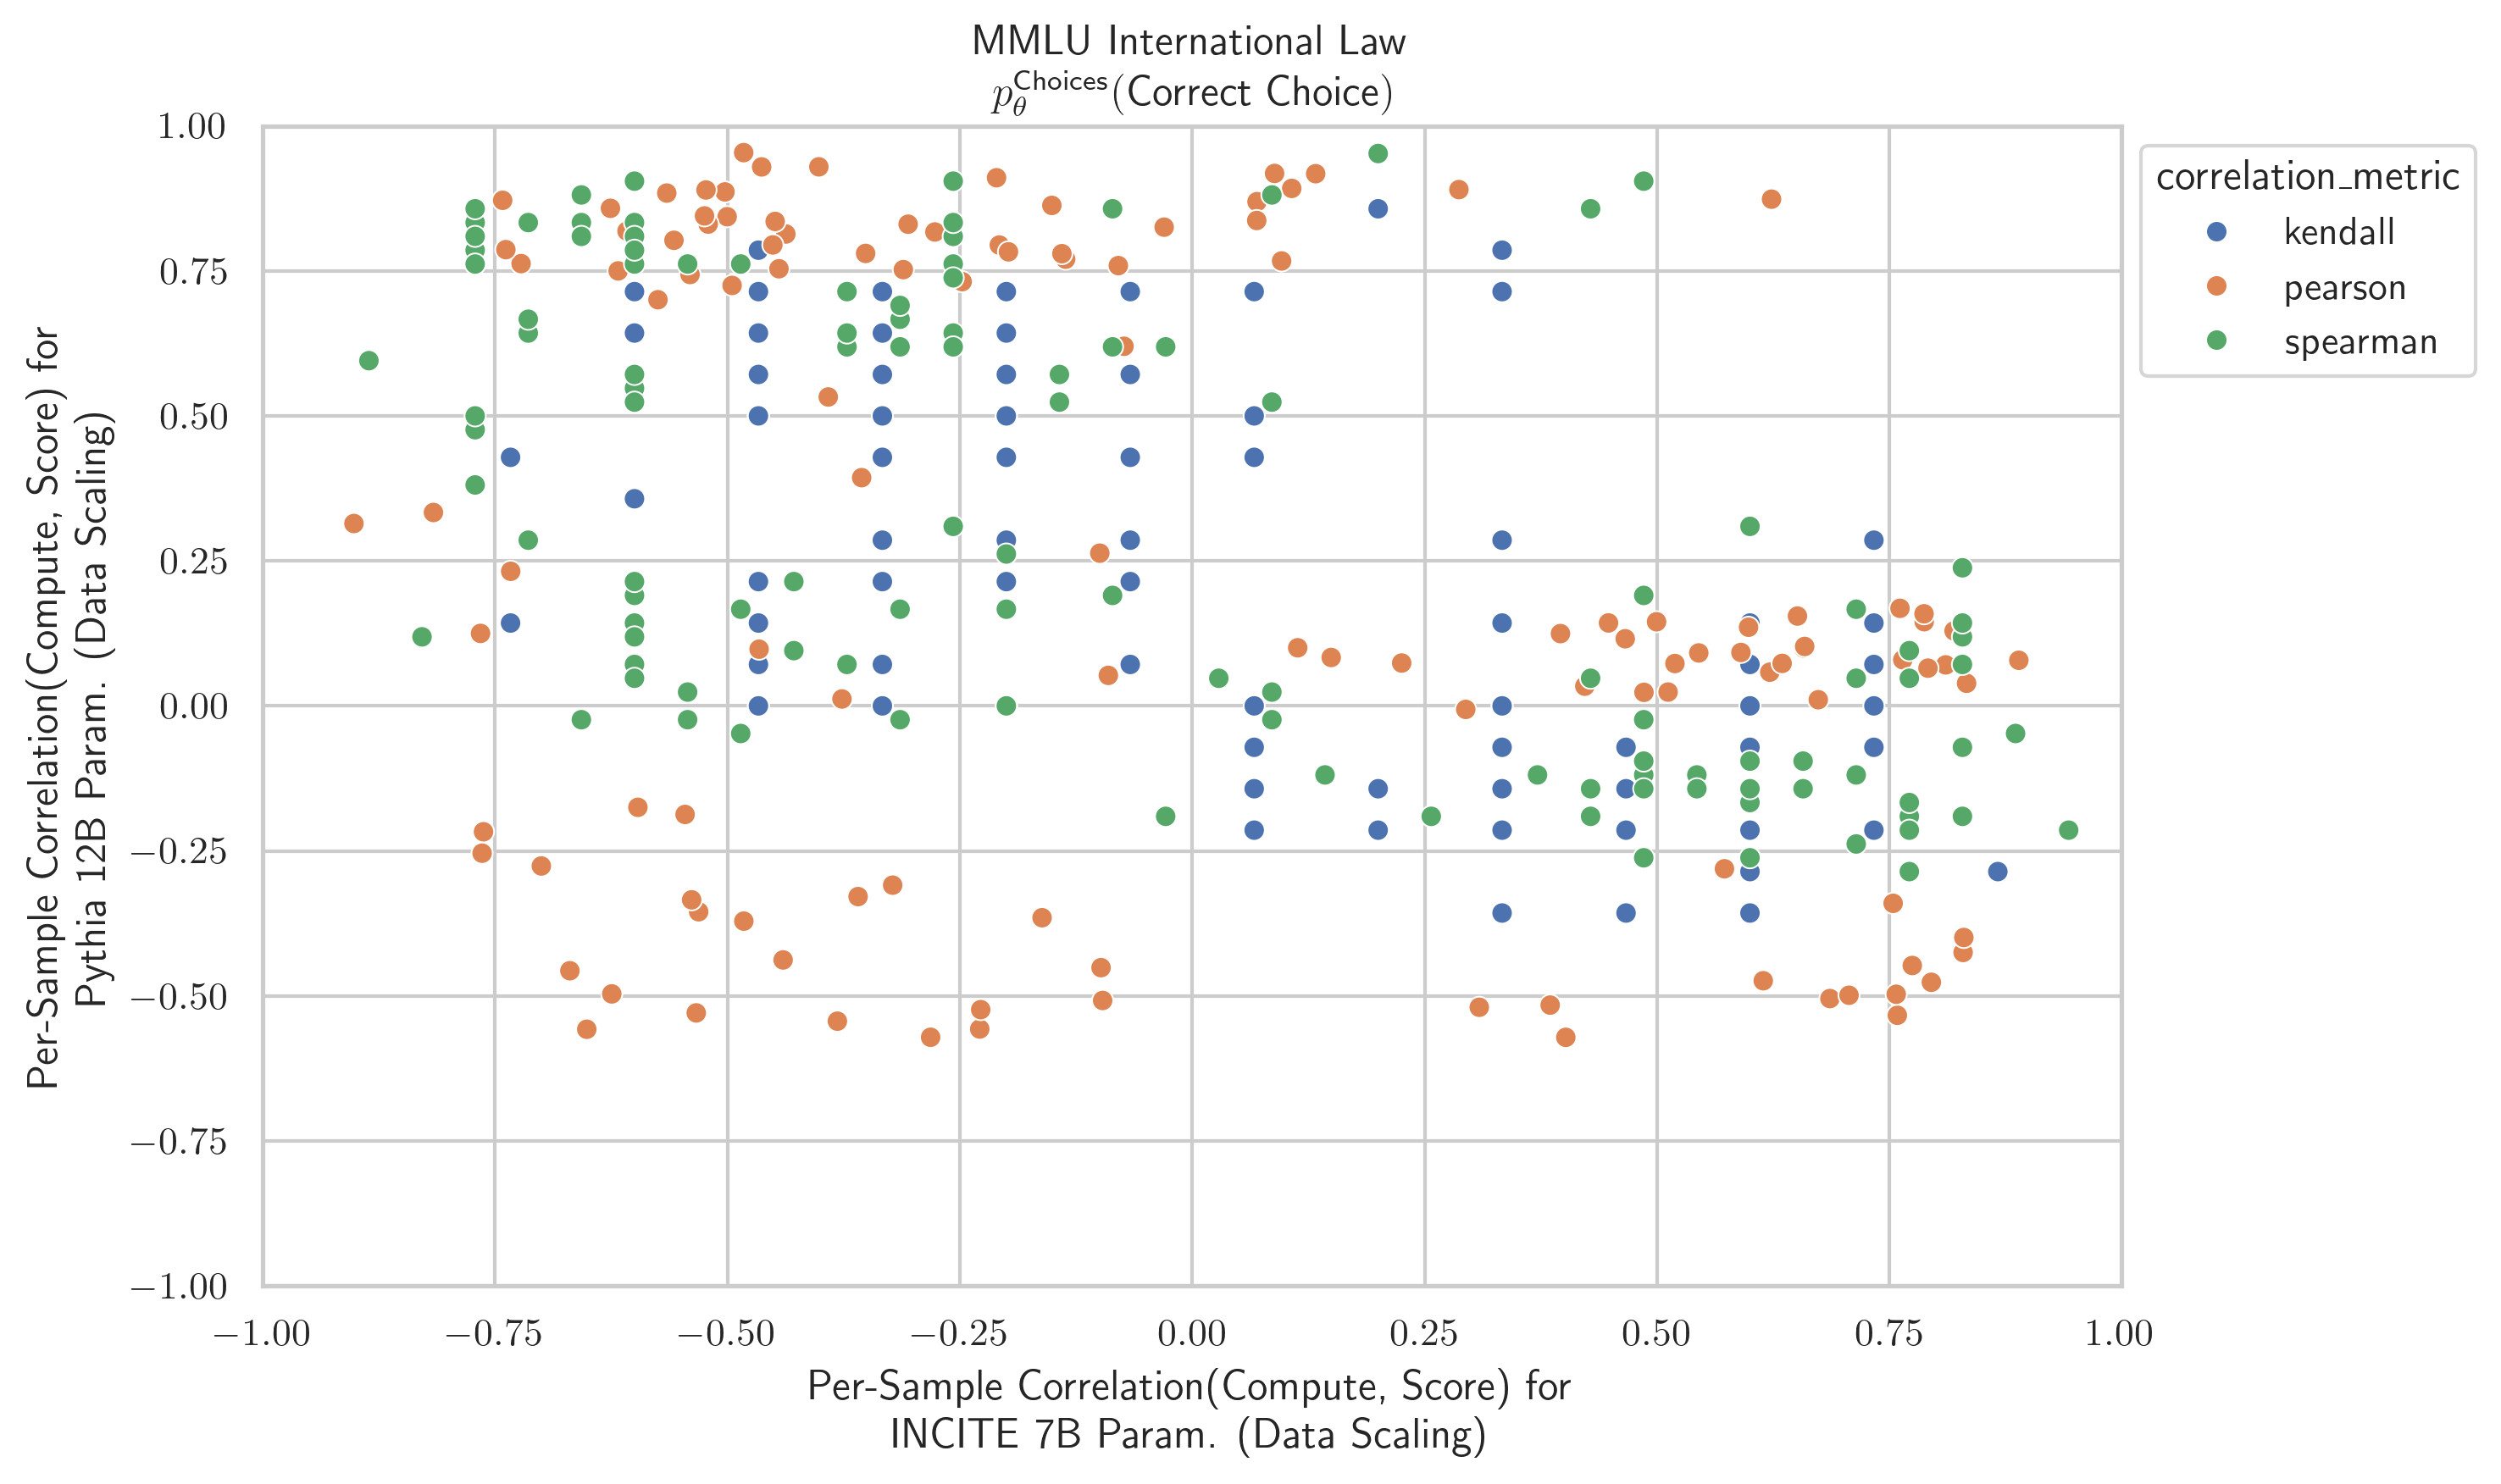 MMLU International Law
pθChoices(Correct Choice)
Per-Sample Correlation(Compute, Score) for
Pythia 12B Param. (Data Scaling)
1.00
0.75
0.50
0.25
0.00
−0.25
−0.50
−0.75
−1.00
−1.00 −0.75 −0.50 −0.25 0.00 0.25 0.50 0.75 1.00
Per-Sample Correlation(Compute, Score) for
INCITE 7B Param. (Data Scaling)
correlation_metric
kendall
pearson
spearman